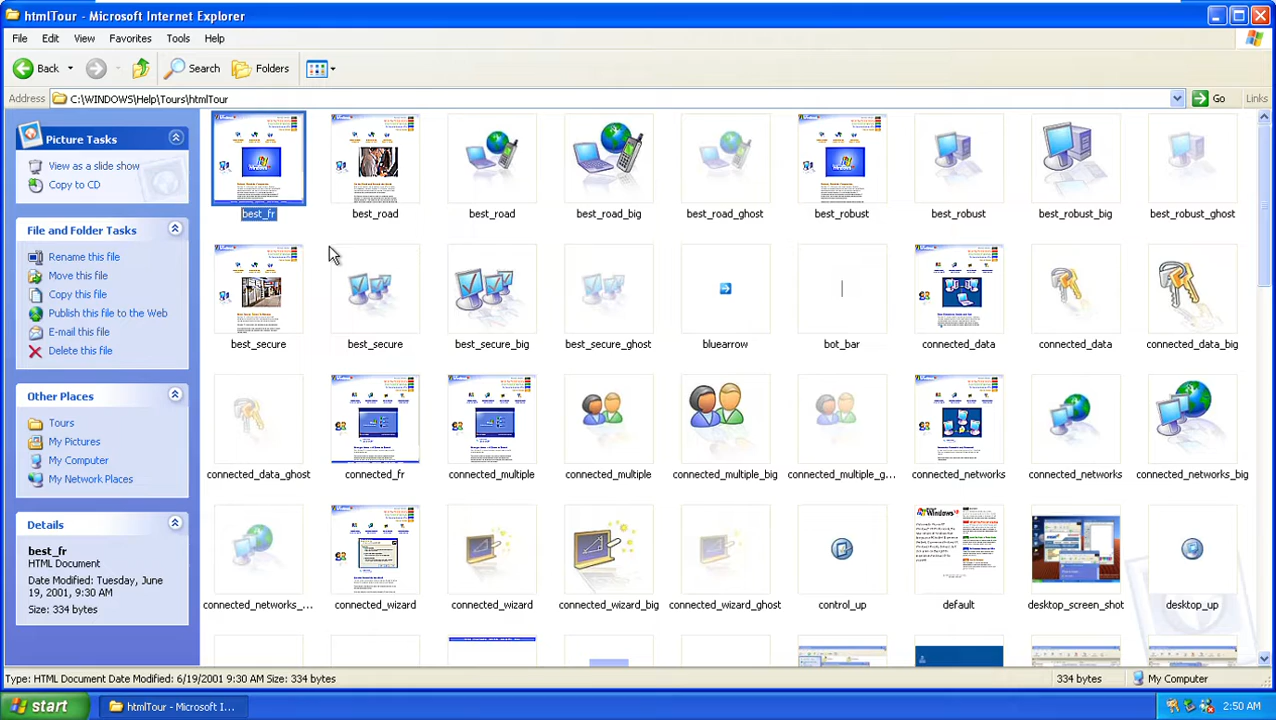 htmlTour - Microsoft Internet Explorer
File Edit View Favorites Tools Help
Back Search Folders
Address C:\WINDOWS\Help\Tours\htmlTour Go Links
Picture Tasks
View as a slide show
Copy to CD
File and Folder Tasks
Rename this file
Move this file
Copy this file
Publish this file to the Web
E-mail this file
Delete this file
Other Places
Tours
My Pictures
My Computer
My Network Places
Details
best_fr
HTML Document
Date Modified: Tuesday, June
19, 2001, 9:30 AM
Size: 334 bytes
best_fr best_road best_road best_road_big best_road_ghost best_robust best_robust best_robust_big best_robust_ghost
best_secure best_secure best_secure_big best_secure_ghost bluearrow bot_bar connected_data connected_data connected_data_big
connected_data_ghost connected_fr connected_multiple connected_multiple connected_multiple_big connected_multiple_g... connected_networks connected_networks connected_networks_big
connected_networks_... connected_wizard connected_wizard connected_wizard_big connected_wizard_ghost control_up default desktop_screen_shot desktop_up
Type: HTML Document Date Modified: 6/19/2001 9:30 AM Size: 334 bytes 334 bytes My Computer
start htmlTour - Microsoft I... 2:50 AM